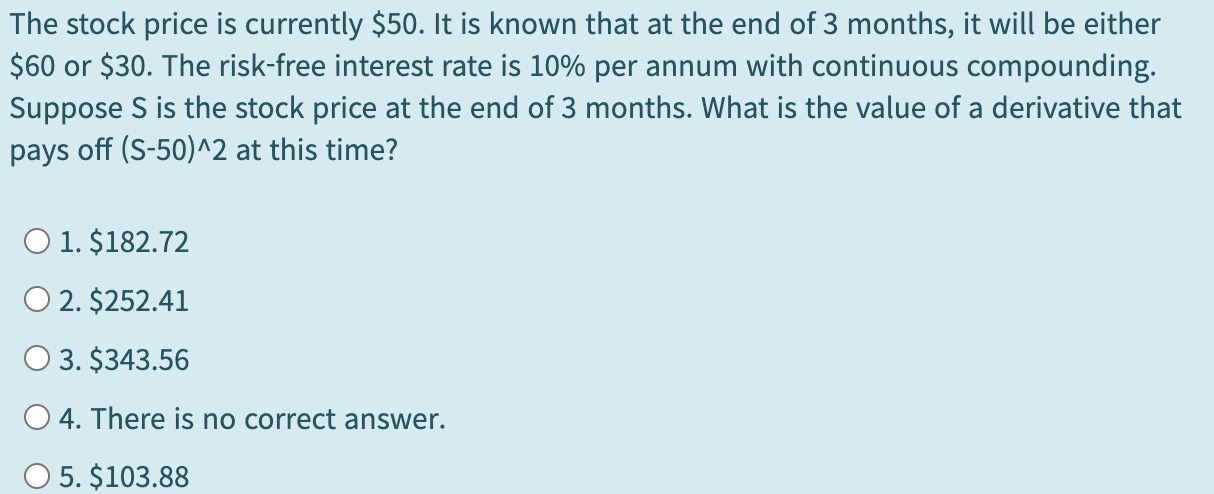 The stock price is currently $50. It is known that at the end of 3 months, it will be either
$60 or $30. The risk-free interest rate is 10% per annum with continuous compounding.
Suppose S is the stock price at the end of 3 months. What is the value of a derivative that
pays off (S-50)^2 at this time?
1. $182.72
2. $252.41
3. $343.56
4. There is no correct answer.
5. $103.88